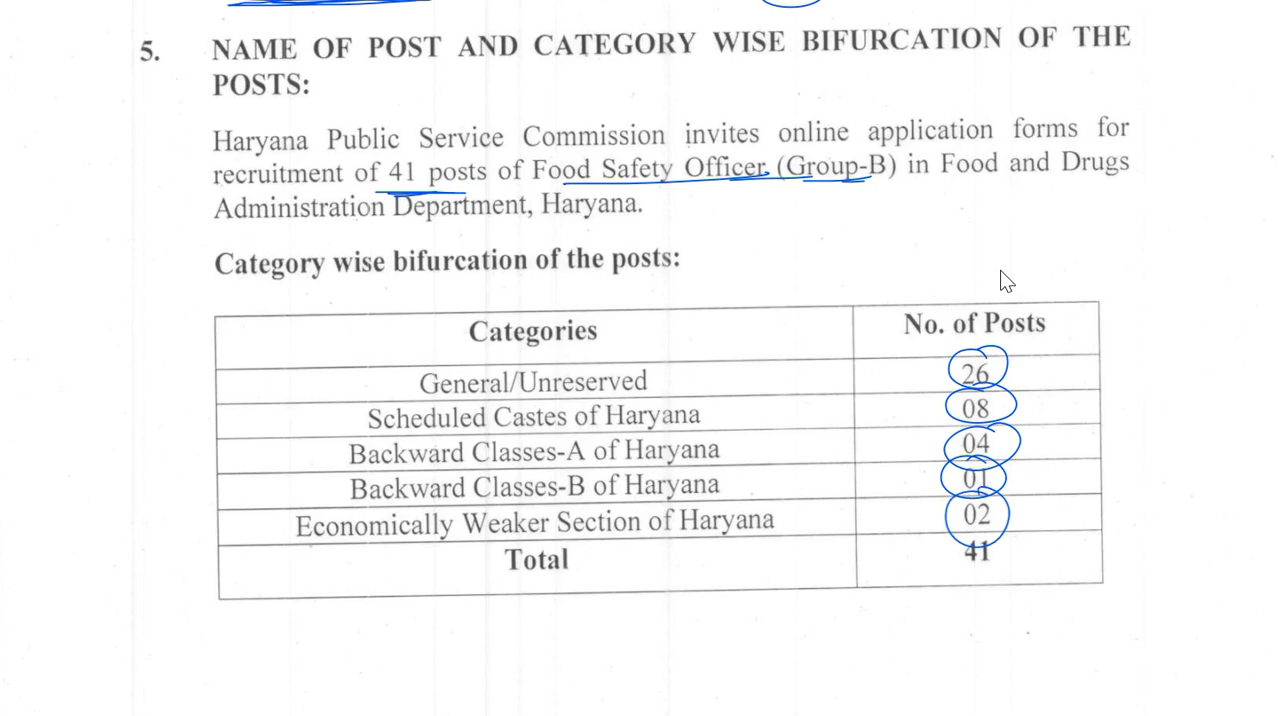 5. NAME OF POST AND CATEGORY WISE BIFURCATION OF THE
POSTS:
Haryana Public Service Commission invites online application forms for
recruitment of 41 posts of Food Safety Officer (Group-B) in Food and Drugs
Administration Department, Haryana.
Category wise bifurcation of the posts:
Categories No. of Posts
General/Unreserved 26
Scheduled Castes of Haryana 08
Backward Classes-A of Haryana 04
Backward Classes-B of Haryana 01
Economically Weaker Section of Haryana 02
Total 41